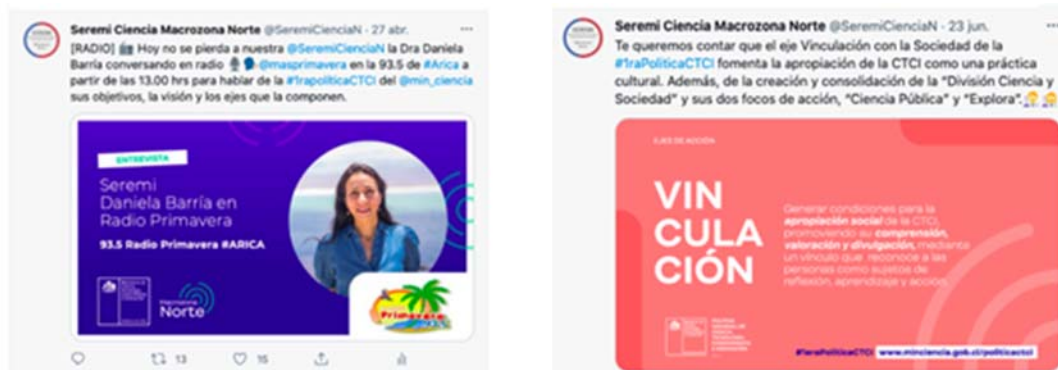 Seremi Ciencia Macrozona Norte @SeremiCienciaN · 27 abr.
[RADIO] 📻 Hoy no se pierda a nuestra @SeremiCienciaN la Dra Daniela
Barría conversando en radio 🎙️🗣️ @masprimavera en la 93.5 de #Arica a
partir de las 13.00 hrs para hablar de la #1rapolíticaCTCI del @min_ciencia
sus objetivos, la visión y los ejes que la componen.
ENTREVISTA
Seremi
Daniela Barría en
Radio Primavera
93.5 Radio Primavera #ARICA
Macrozona
Norte
Primavera
13
15
Seremi Ciencia Macrozona Norte @SeremiCienciaN · 23 jun.
Te queremos contar que el eje Vinculación con la Sociedad de la
#1raPoliticaCTCI fomenta la apropiación de la CTCI como una práctica
cultural. Además, de la creación y consolidación de la "División Ciencia y
Sociedad" y sus dos focos de acción, "Ciencia Pública" y "Explora".
EJES DE ACCIÓN
VIN
CULA
CIÓN
Generar condiciones para la
apropiación social de la CTCI,
promoviendo su comprensión,
valoración y divulgación, mediante
un vínculo que reconoce a las
personas como sujetos de
reflexión, aprendizaje y acción.
#1eraPolíticaCTCI www.minciencia.gob.cl/politicactci